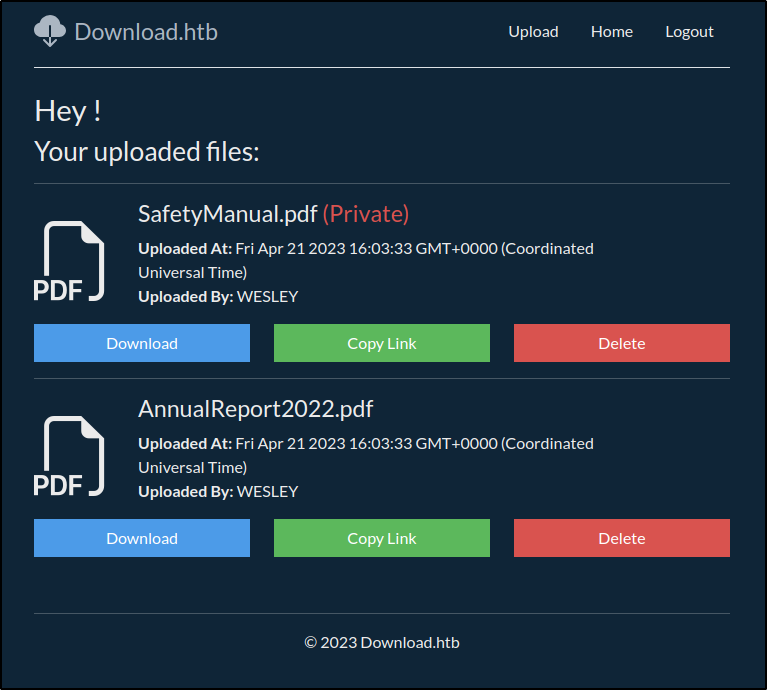 Download.htb
Upload Home Logout
Hey !
Your uploaded files:
SafetyManual.pdf (Private)
Uploaded At: Fri Apr 21 2023 16:03:33 GMT+0000 (Coordinated
Universal Time)
Uploaded By: WESLEY
PDF
Download Copy Link Delete
AnnualReport2022.pdf
Uploaded At: Fri Apr 21 2023 16:03:33 GMT+0000 (Coordinated
Universal Time)
Uploaded By: WESLEY
PDF
Download Copy Link Delete
© 2023 Download.htb